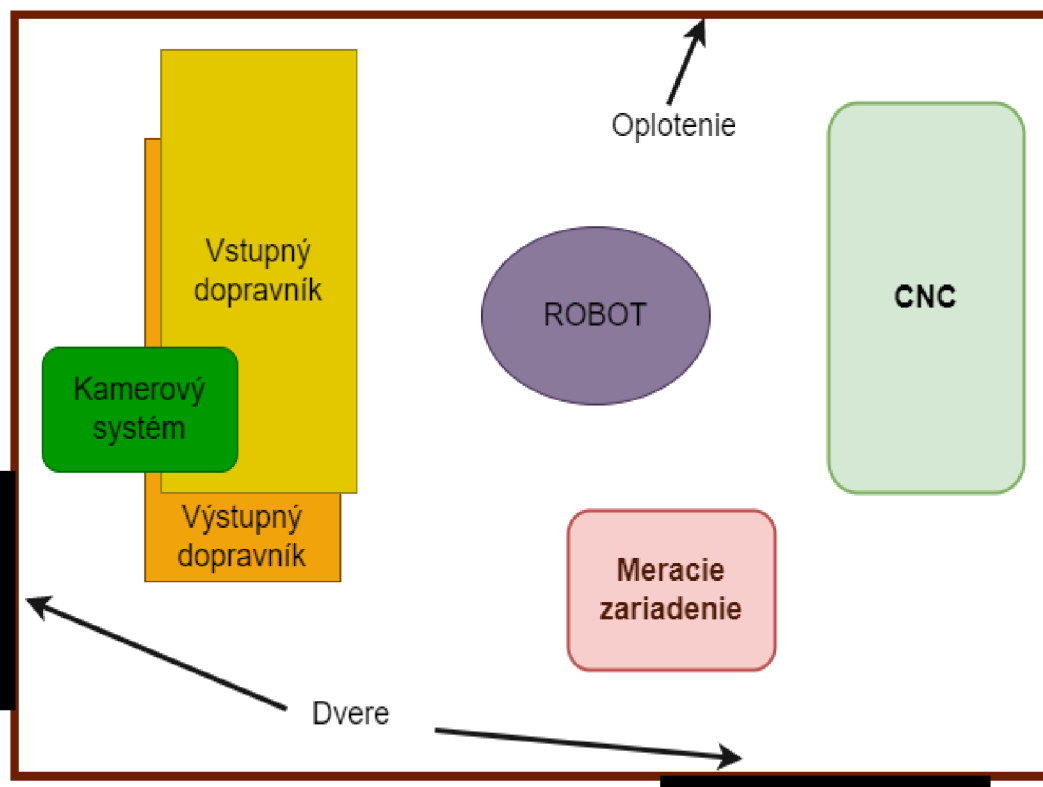 Oplotenie
Vstupný
dopravník
ROBOT
CNC
Kamerový
systém
Výstupný
dopravník
Meracie
zariadenie
Dvere